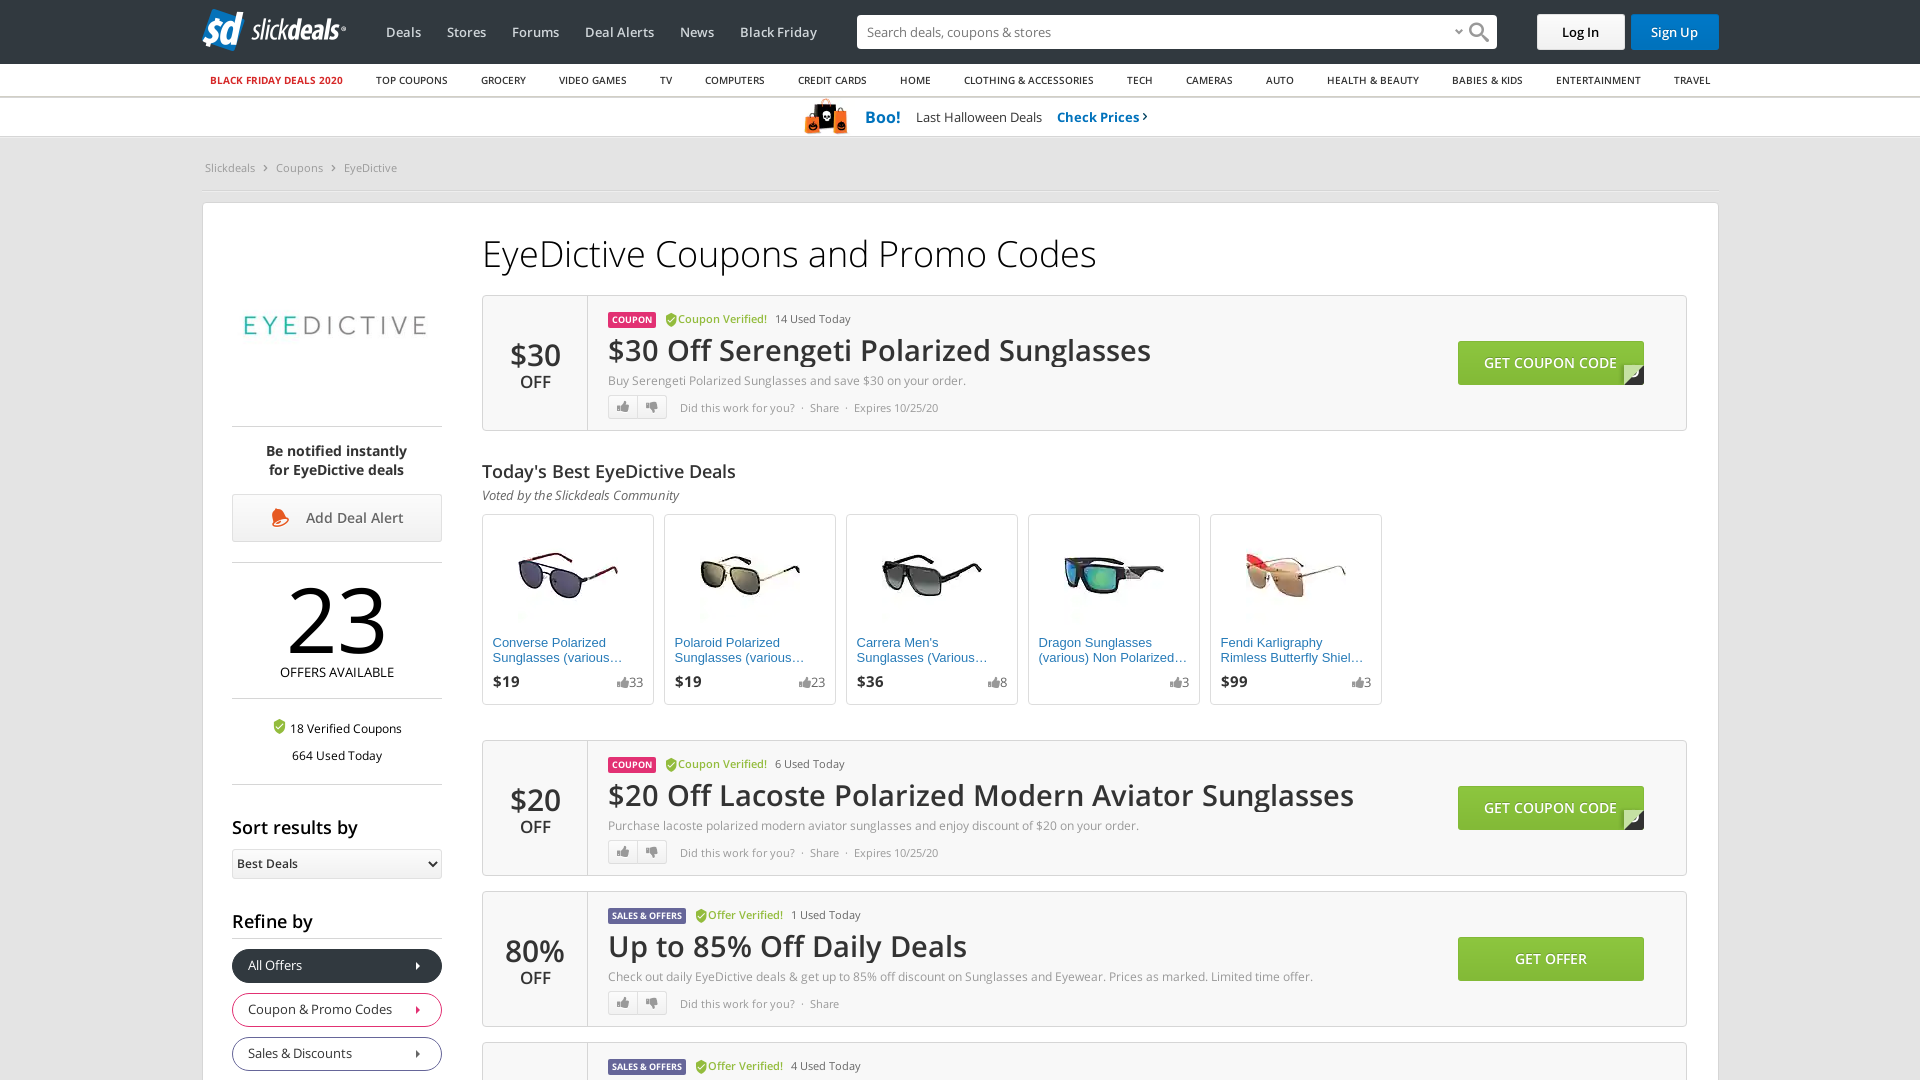 sd slickdeals
Deals
Stores
Forums
Deal Alerts
News
Black Friday
Search deals, coupons & stores
Log In
Sign Up
BLACK FRIDAY DEALS 2020
TOP COUPONS
GROCERY
VIDEO GAMES
TV
COMPUTERS
CREDIT CARDS
HOME
CLOTHING & ACCESSORIES
TECH
CAMERAS
AUTO
HEALTH & BEAUTY
BABIES & KIDS
ENTERTAINMENT
TRAVEL
Boo! Last Halloween Deals Check Prices
Slickdeals
Coupons
EyeDictive
EYEDICTIVE
Be notified instantly
for EyeDictive deals
Add Deal Alert
23
OFFERS AVAILABLE
18 Verified Coupons
664 Used Today
Sort results by
Best Deals
Refine by
All Offers
Coupon & Promo Codes
Sales & Discounts
EyeDictive Coupons and Promo Codes
$30
OFF
COUPON Coupon Verified! 14 Used Today
$30 Off Serengeti Polarized Sunglasses
Buy Serengeti Polarized Sunglasses and save $30 on your order.
Did this work for you? · Share · Expires 10/25/20
GET COUPON CODE
Today's Best EyeDictive Deals
Voted by the Slickdeals Community
Converse Polarized
Sunglasses (various…
$19 33
Polaroid Polarized
Sunglasses (various…
$19 23
Carrera Men's
Sunglasses (Various…
$36 8
Dragon Sunglasses
(various) Non Polarized…
3
Fendi Karligraphy
Rimless Butterfly Shiel…
$99 3
$20
OFF
COUPON Coupon Verified! 6 Used Today
$20 Off Lacoste Polarized Modern Aviator Sunglasses
Purchase lacoste polarized modern aviator sunglasses and enjoy discount of $20 on your order.
Did this work for you? · Share · Expires 10/25/20
GET COUPON CODE
80%
OFF
SALES & OFFERS Offer Verified! 1 Used Today
Up to 85% Off Daily Deals
Check out daily EyeDictive deals & get up to 85% off discount on Sunglasses and Eyewear. Prices as marked. Limited time offer.
Did this work for you? · Share
GET OFFER
SALES & OFFERS Offer Verified! 4 Used Today